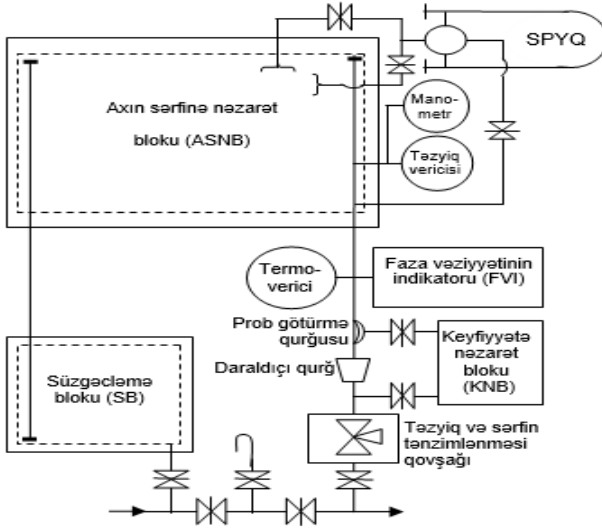 SPYQ
Axın sərfinə nəzarət
bloku (ASNB)
Mano-
metr
Təzyiq
vericisi
Termo-
verici
Faza vəziyyətinin
indikatoru (FVI)
Prob götürmə
qurğusu
Daraldıçı qurğ
Keyfiyyətə
nəzarət
bloku
(KNB)
Süzgəcləmə
bloku (SB)
Təzyiq və sərfin
tənzimlənməsi
qovşağı